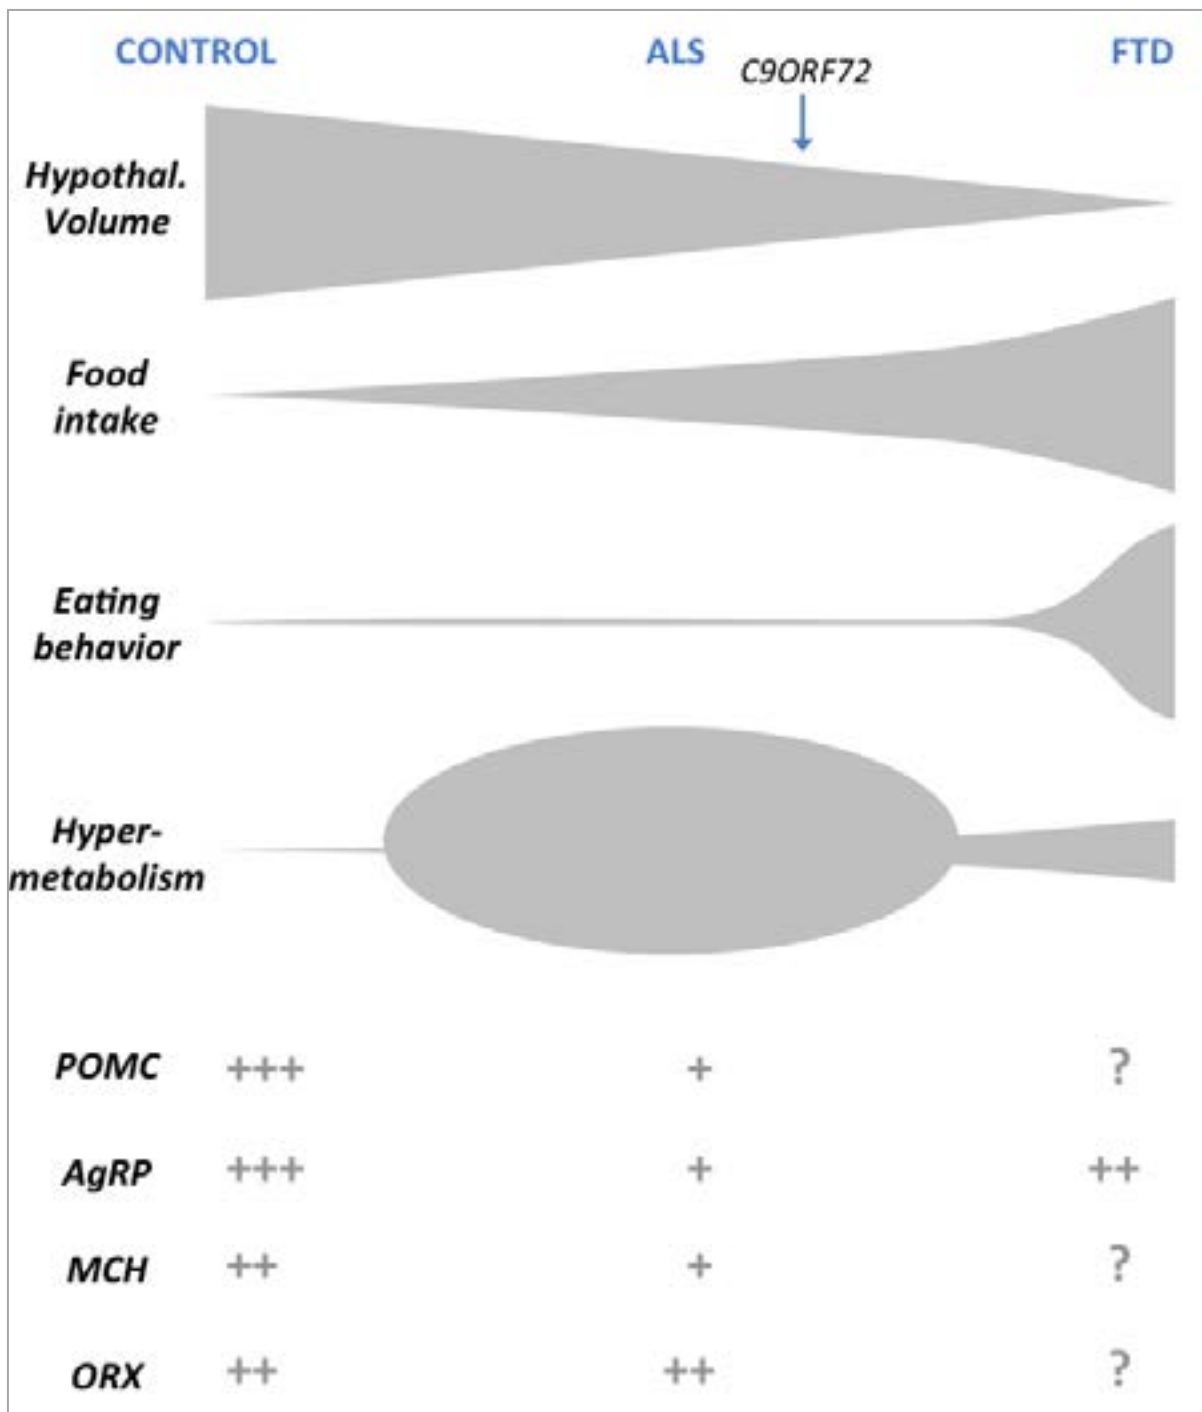 CONTROL ALS FTD
C9ORF72
Hypothal.
Volume
Food
intake
Eating
behavior
Hyper-
metabolism
POMC +++ + ?
AgRP +++ + ++
MCH ++ + ?
ORX ++ ++ ?